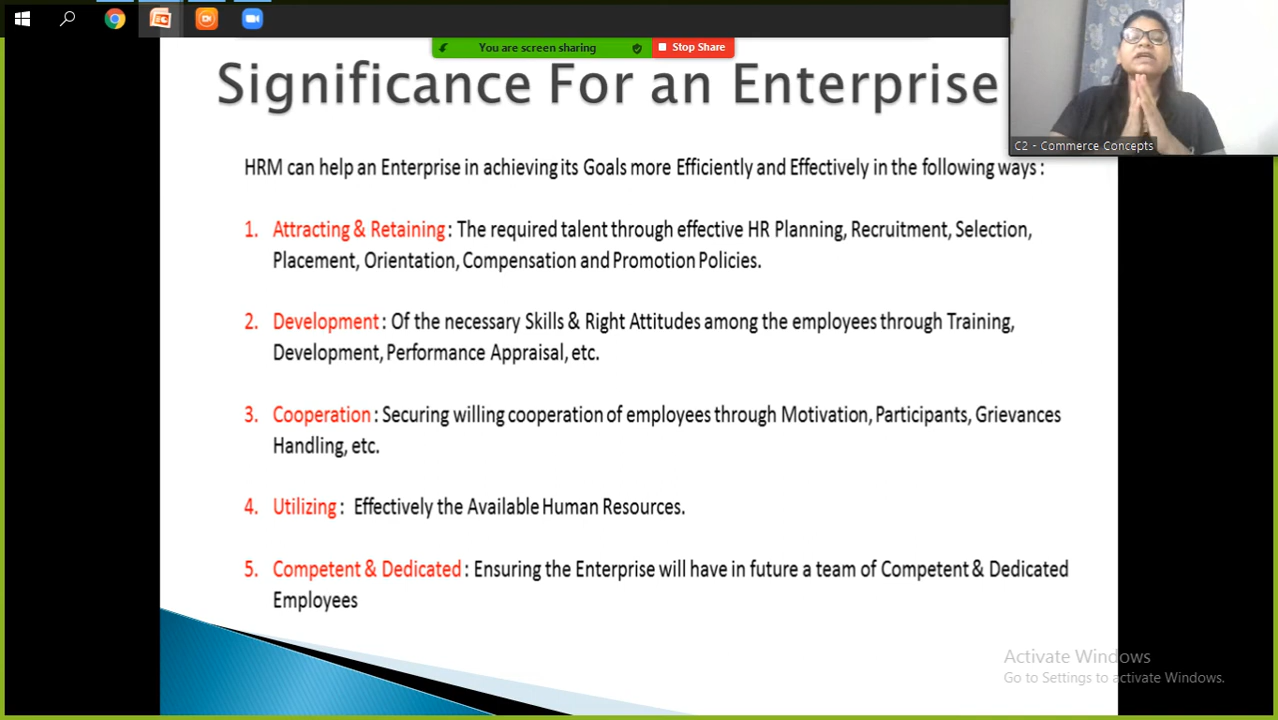 You are screen sharing
Stop Share
Significance For an Enterprise
C2 - Commerce Concepts
HRM can help an Enterprise in achieving its Goals more Efficiently and Effectively in the following ways :
1. Attracting & Retaining : The required talent through effective HR Planning, Recruitment, Selection,
Placement, Orientation, Compensation and Promotion Policies.
2. Development : Of the necessary Skills & Right Attitudes among the employees through Training,
Development, Performance Appraisal, etc.
3. Cooperation : Securing willing cooperation of employees through Motivation, Participants, Grievances
Handling, etc.
4. Utilizing : Effectively the Available Human Resources.
5. Competent & Dedicated : Ensuring the Enterprise will have in future a team of Competent & Dedicated
Employees
Activate Windows
Go to Settings to activate Windows.